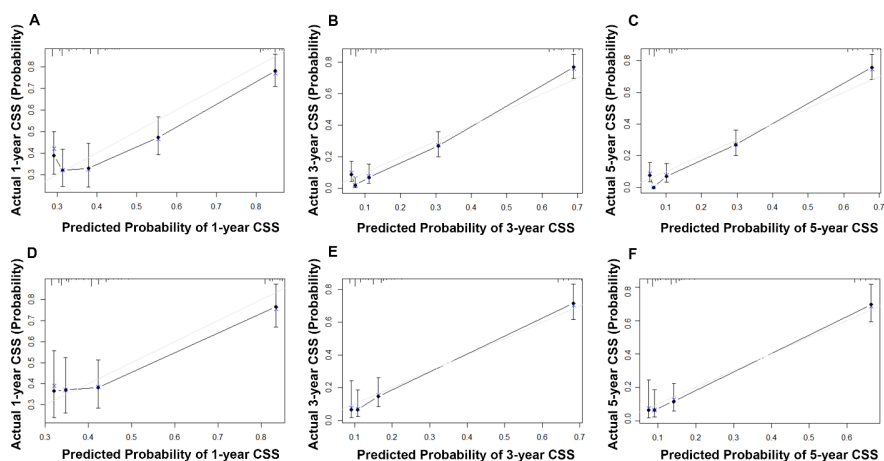 A
B
C
Actual 1-year CSS (Probability)
0.3 0.4 0.5 0.6 0.7 0.8
0.3 0.4 0.5 0.6 0.7 0.8
Predicted Probability of 1-year CSS
Actual 3-year CSS (Probability)
0.0 0.2 0.4 0.6 0.8
0.1 0.2 0.3 0.4 0.5 0.6 0.7
Predicted Probability of 3-year CSS
Actual 5-year CSS (Probability)
0.0 0.2 0.4 0.6 0.8
0.1 0.2 0.3 0.4 0.5 0.6 0.7
Predicted Probability of 5-year CSS
D
E
F
Actual 1-year CSS (Probability)
0.3 0.4 0.5 0.6 0.7 0.8
0.3 0.4 0.5 0.6 0.7 0.8
Predicted Probability of 1-year CSS
Actual 3-year CSS (Probability)
0.0 0.2 0.4 0.6 0.8
0.1 0.2 0.3 0.4 0.5 0.6 0.7
Predicted Probability of 3-year CSS
Actual 5-year CSS (Probability)
0.0 0.2 0.4 0.6 0.8
0.1 0.2 0.3 0.4 0.5 0.6
Predicted Probability of 5-year CSS